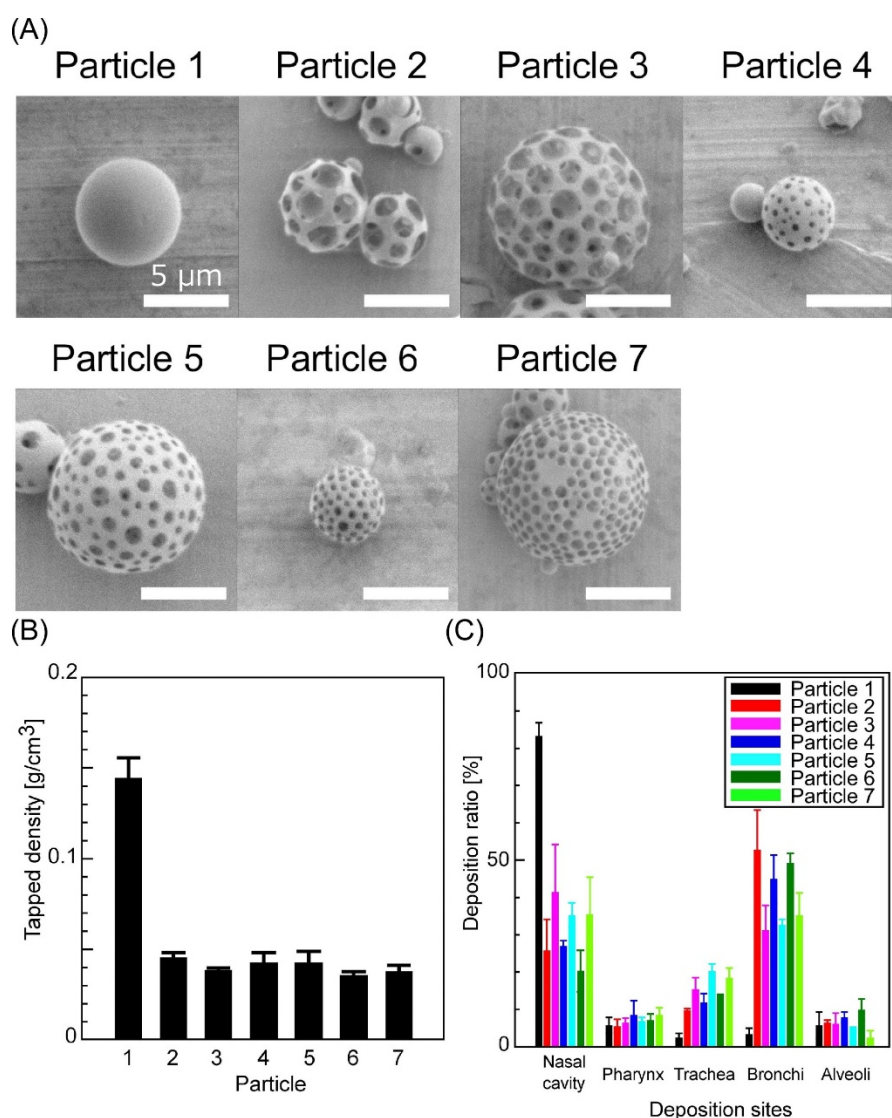 (A)
Particle 1 Particle 2 Particle 3 Particle 4
5 μm
Particle 5 Particle 6 Particle 7
(B)
0.2
0.1
0
Tapped density [g/cm3]
1 2 3 4 5 6 7
Particle
(C)
100
50
0
Deposition ratio [%]
Particle 1
Particle 2
Particle 3
Particle 4
Particle 5
Particle 6
Particle 7
Nasal
cavity
Pharynx Trachea Bronchi Alveoli
Deposition sites